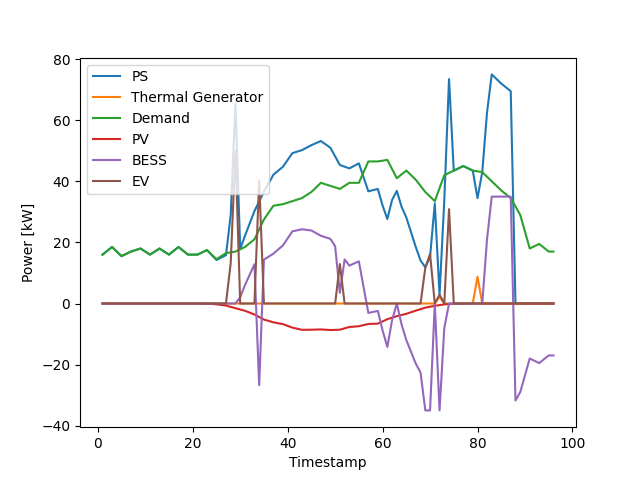 80
60
40
20
0
−20
−40
Power [kW]
PS
Thermal Generator
Demand
PV
BESS
EV
0 20 40 60 80 100
Timestamp